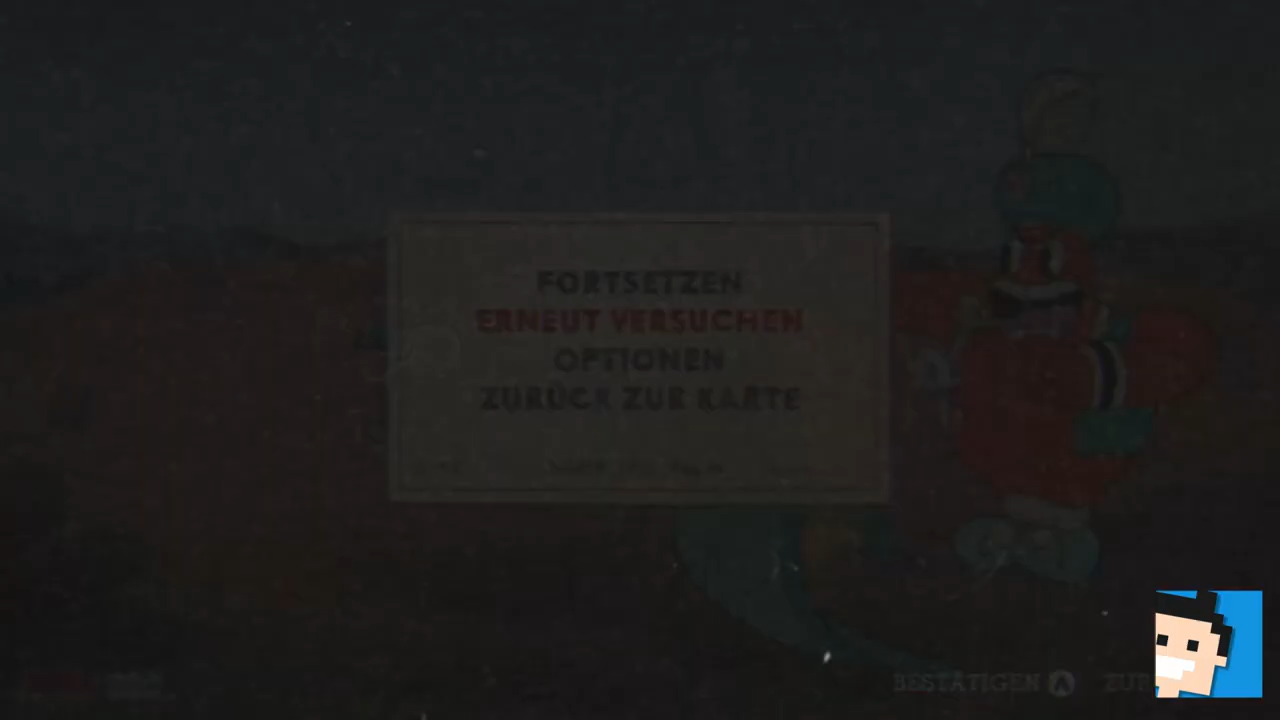 FORTSETZEN
ERNEUT VERSUCHEN
OPTIONEN
ZURÜCK ZUR KARTE
BESTÄTIGEN A